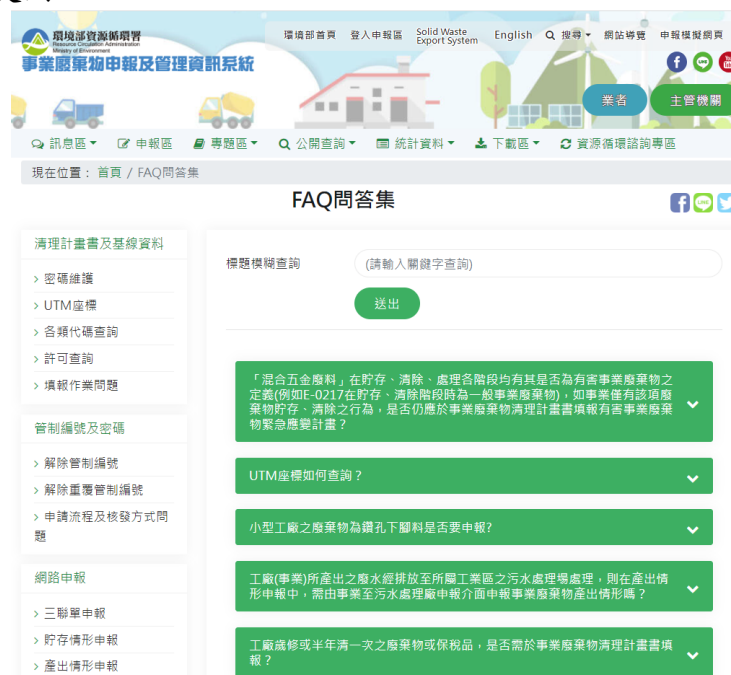 環境部資源循環署
Resource Circulation Administration
Ministry of Environment
環境部首頁 登入申報區 Solid Waste Export System English 搜尋 網站導覽 申報模擬網頁
事業廢棄物申報及管理資訊系統
業者 主管機關
訊息區 申報區 專題區 公開查詢 統計資料 下載區 資源循環諮詢專區
現在位置： 首頁 / FAQ問答集
FAQ問答集
清理計畫書及基線資料
> 密碼維護
> UTM座標
> 各類代碼查詢
> 許可查詢
> 填報作業問題
管制編號及密碼
> 解除管制編號
> 解除重覆管制編號
> 申請流程及核發方式問
題
網路申報
> 三聯單申報
> 貯存情形申報
> 產出情形申報
標題模糊查詢 (請輸入關鍵字查詢)
送出
「混合五金廢料」在貯存、清除、處理各階段均有其是否為有害事業廢棄物之
定義(例如E-0217在貯存、清除階段時為一般事業廢棄物)，如事業僅有該項廢
棄物貯存、清除之行為，是否仍應於事業廢棄物清理計畫書填報有害事業廢棄
物緊急應變計畫？
UTM座標如何查詢？
小型工廠之廢棄物為鑽孔下腳料是否要申報?
工廠(事業)所產出之廢水經排放至所屬工業區之污水處理場處理，則在產出情
形申報中，需由事業至污水處理廠申報介面申報事業廢棄物產出情形嗎？
工廠歲修或半年清一次之廢棄物或保稅品，是否需於事業廢棄物清理計畫書填
報？